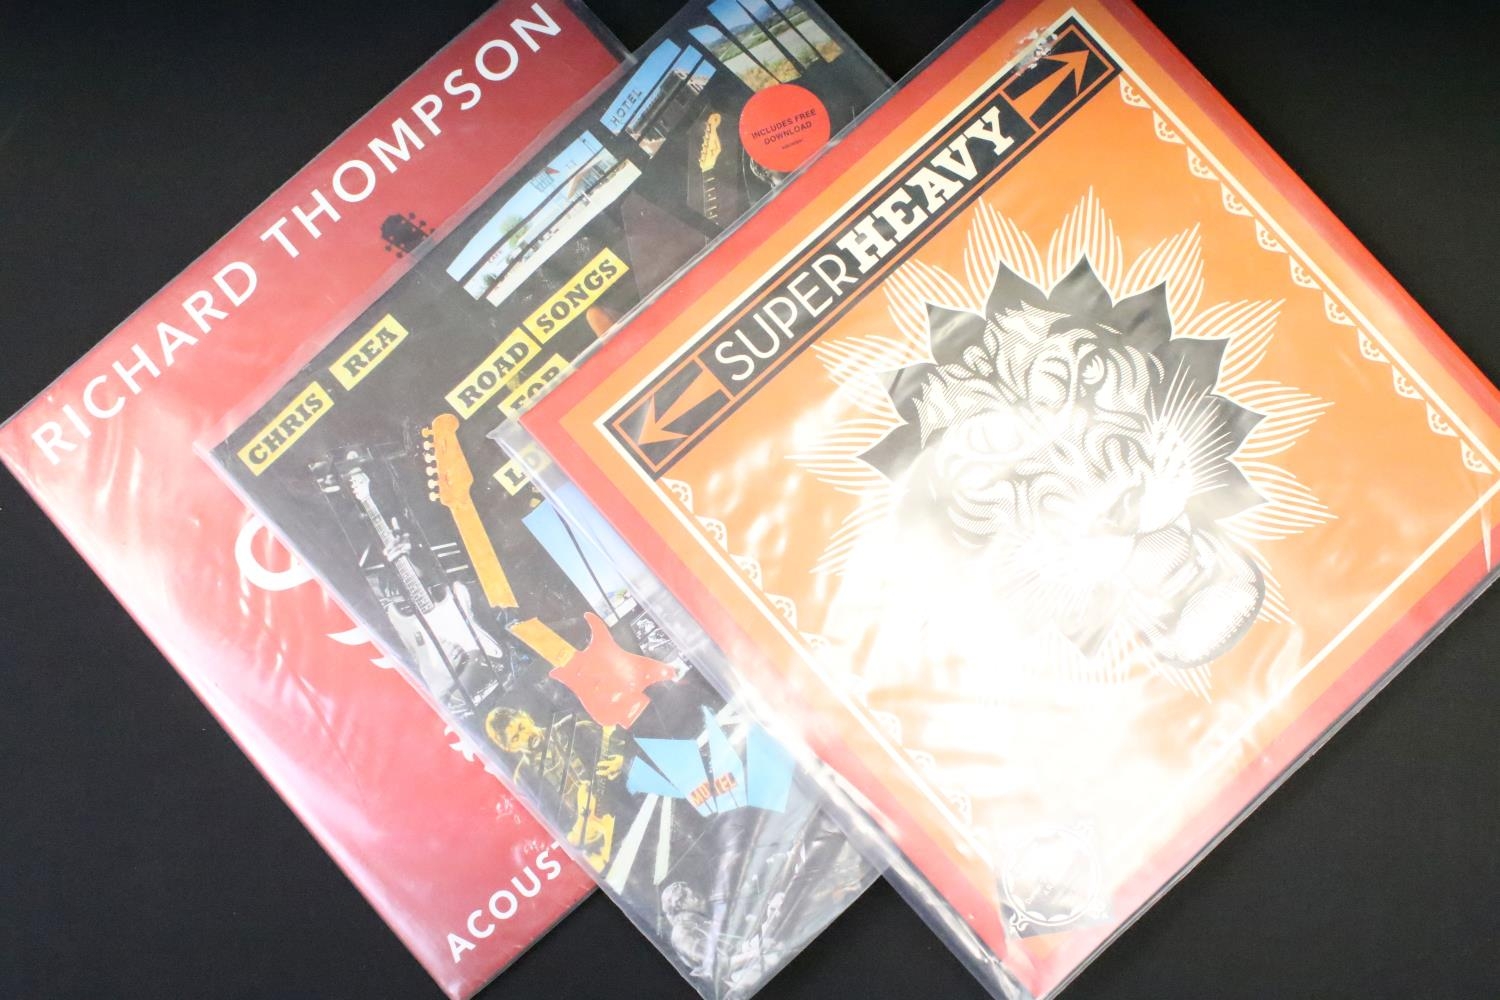 RICHARD THOMPSON
ACOUST
CHRIS REA
ROAD SONGS
FOR
LO
HOTEL
INCLUDES FREE
DOWNLOAD
MOTEL
SUPERHEAVY